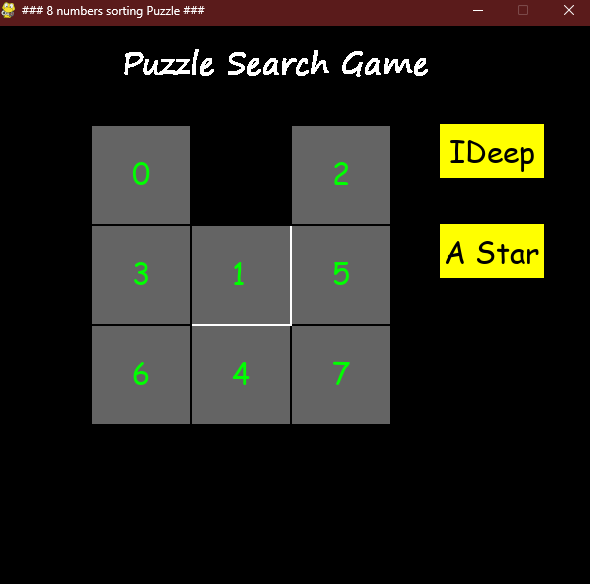 ### 8 numbers sorting Puzzle ###
Puzzle Search Game
0 2
IDeep
3 1 5
A Star
6 4 7